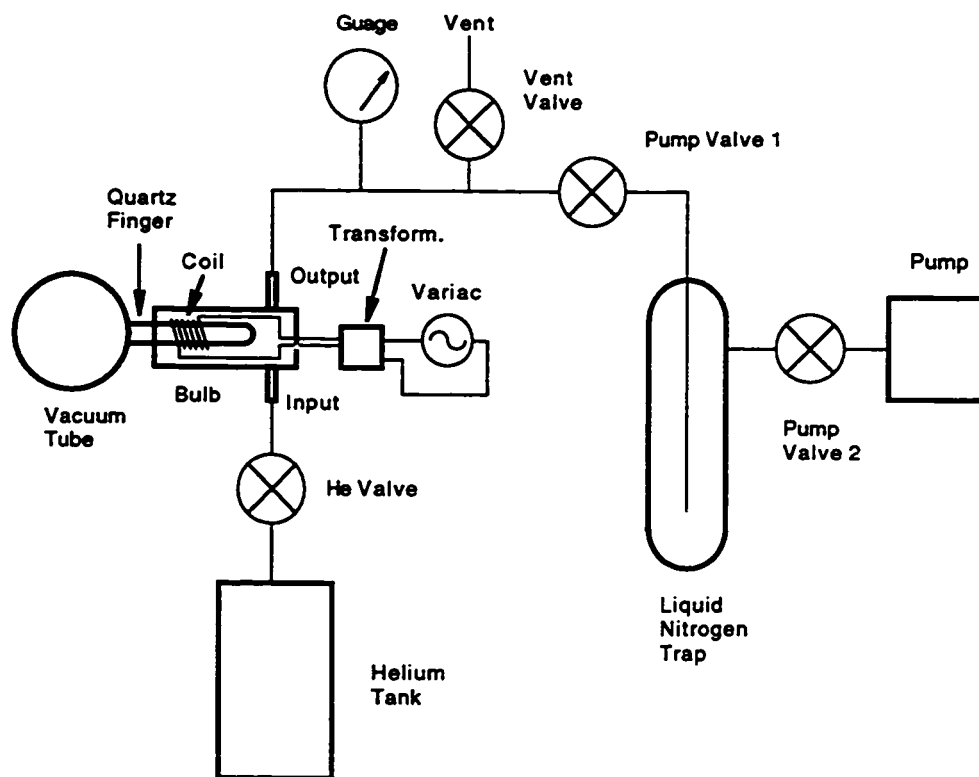 Guage
Vent
Vent
Valve
Pump Valve 1
Quartz
Finger
Transform.
Coil
Output
Variac
Pump
Vacuum
Tube
Bulb
Input
Pump
Valve 2
He Valve
Liquid
Nitrogen
Trap
Helium
Tank